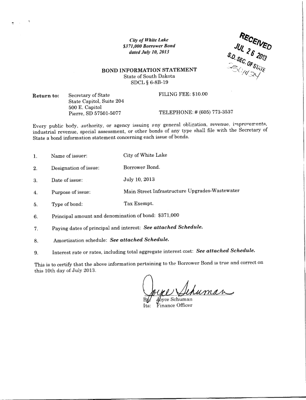 City of White Lake
$371,000 Borrower Bond
dated July 10, 2013
RECEIVED
JUL 26 2013
S.D. SEC. OF STATE
BOND INFORMATION STATEMENT
State of South Dakota
SDCL § 6-8B-19
Return to: Secretary of State FILING FEE: $10.00
State Capitol, Suite 204
500 E. Capitol
Pierre, SD 57501-5077 TELEPHONE: # (605) 773-3537
Every public body, authority, or agency issuing any general obligation, revenue, improvement,
industrial revenue, special assessment, or other bonds of any type shall file with the Secretary of
State a bond information statement concerning each issue of bonds.
1. Name of issuer: City of White Lake
2. Designation of issue: Borrower Bond.
3. Date of issue: July 10, 2013
4. Purpose of issue: Main Street Infrastructure Upgrades-Wastewater
5. Type of bond: Tax Exempt.
6. Principal amount and denomination of bond: $371,000
7. Paying dates of principal and interest: See attached Schedule.
8. Amortization schedule: See attached Schedule.
9. Interest rate or rates, including total aggregate interest cost: See attached Schedule.
This is to certify that the above information pertaining to the Borrower Bond is true and correct on
this 10th day of July 2013.
Joyce Schuman
By: Joyce Schuman
Its: Finance Officer